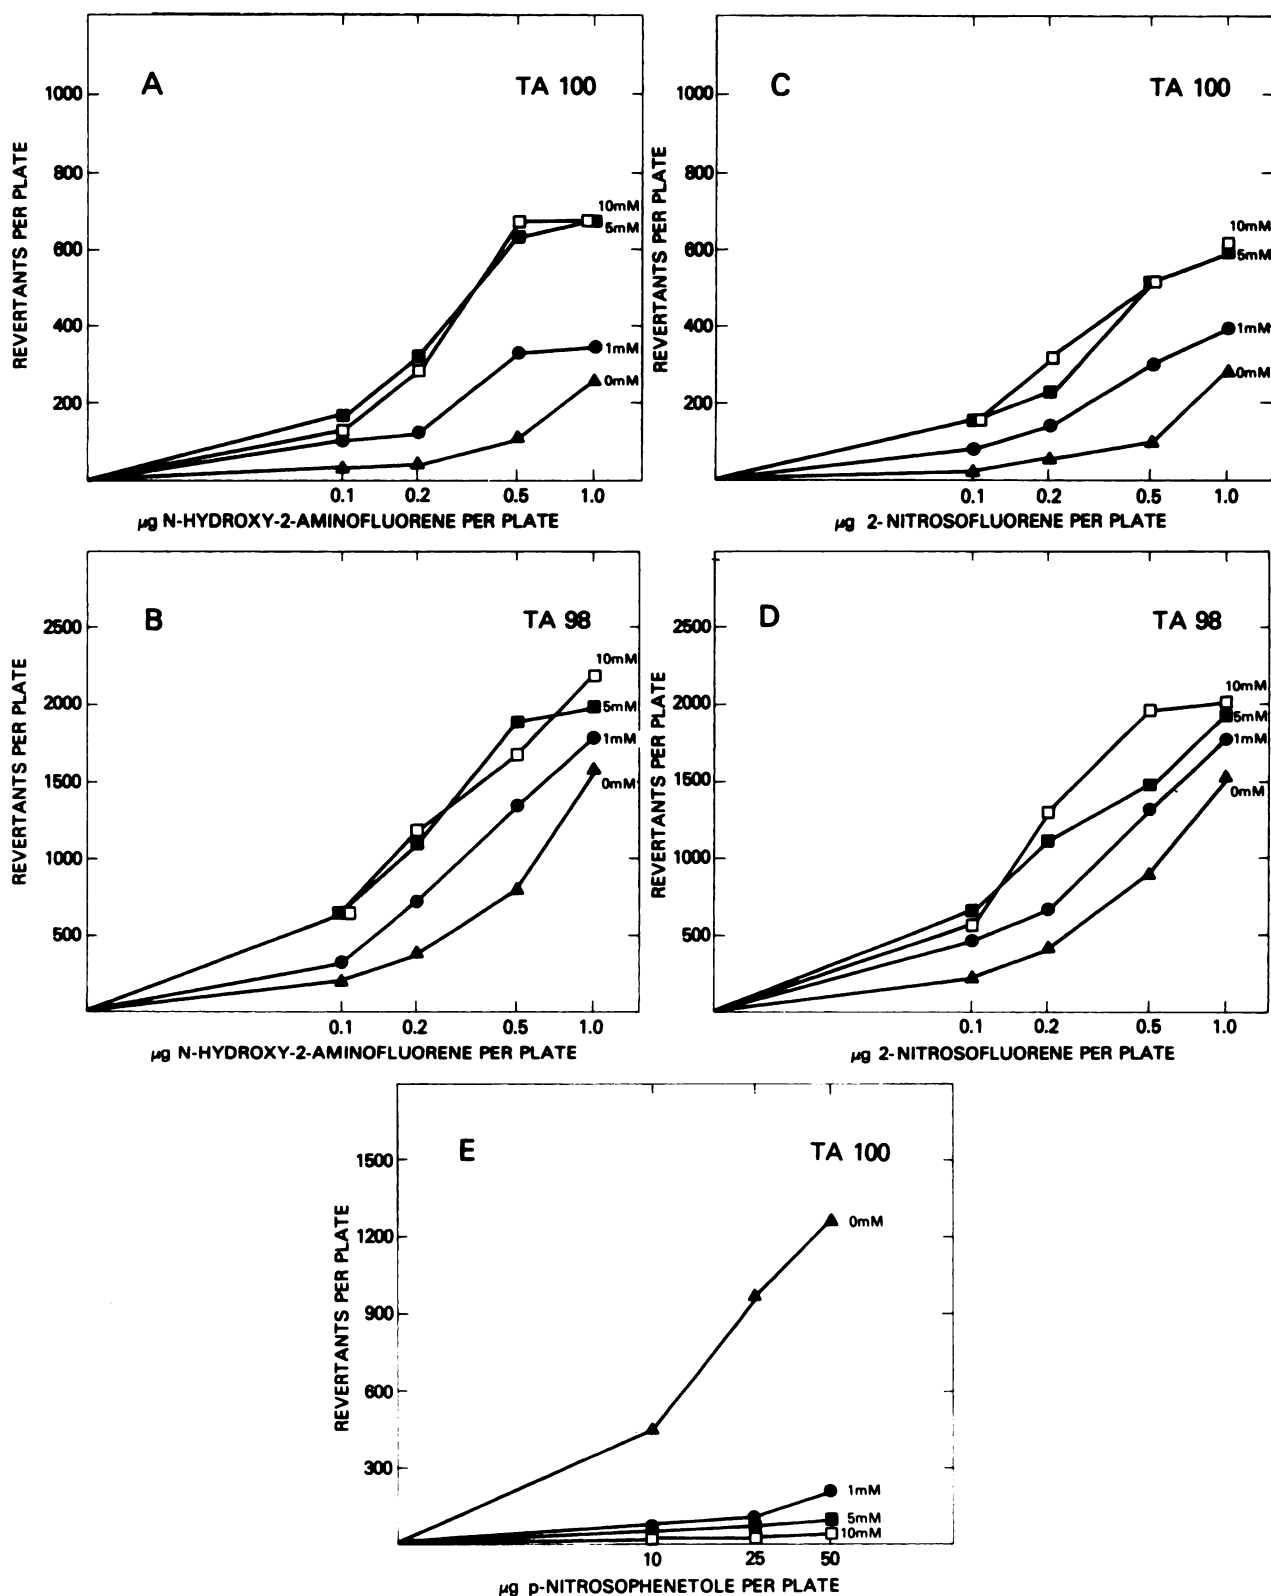 A
TA 100
1000
800
600
400
200
REVERTANTS PER PLATE
10mM
5mM
1mM
0mM
0.1 0.2 0.5 1.0
μg N-HYDROXY-2-AMINOFLUORENE PER PLATE
C
TA 100
1000
800
600
400
200
REVERTANTS PER PLATE
10mM
5mM
1mM
0mM
0.1 0.2 0.5 1.0
μg 2-NITROSOFLUORENE PER PLATE
B
TA 98
2500
2000
1500
1000
500
REVERTANTS PER PLATE
10mM
5mM
1mM
0mM
0.1 0.2 0.5 1.0
μg N-HYDROXY-2-AMINOFLUORENE PER PLATE
D
TA 98
2500
2000
1500
1000
500
REVERTANTS PER PLATE
10mM
5mM
1mM
0mM
0.1 0.2 0.5 1.0
μg 2-NITROSOFLUORENE PER PLATE
E
TA 100
1500
1200
900
600
300
REVERTANTS PER PLATE
0mM
1mM
5mM
10mM
10 25 50
μg p-NITROSOPHENETOLE PER PLATE